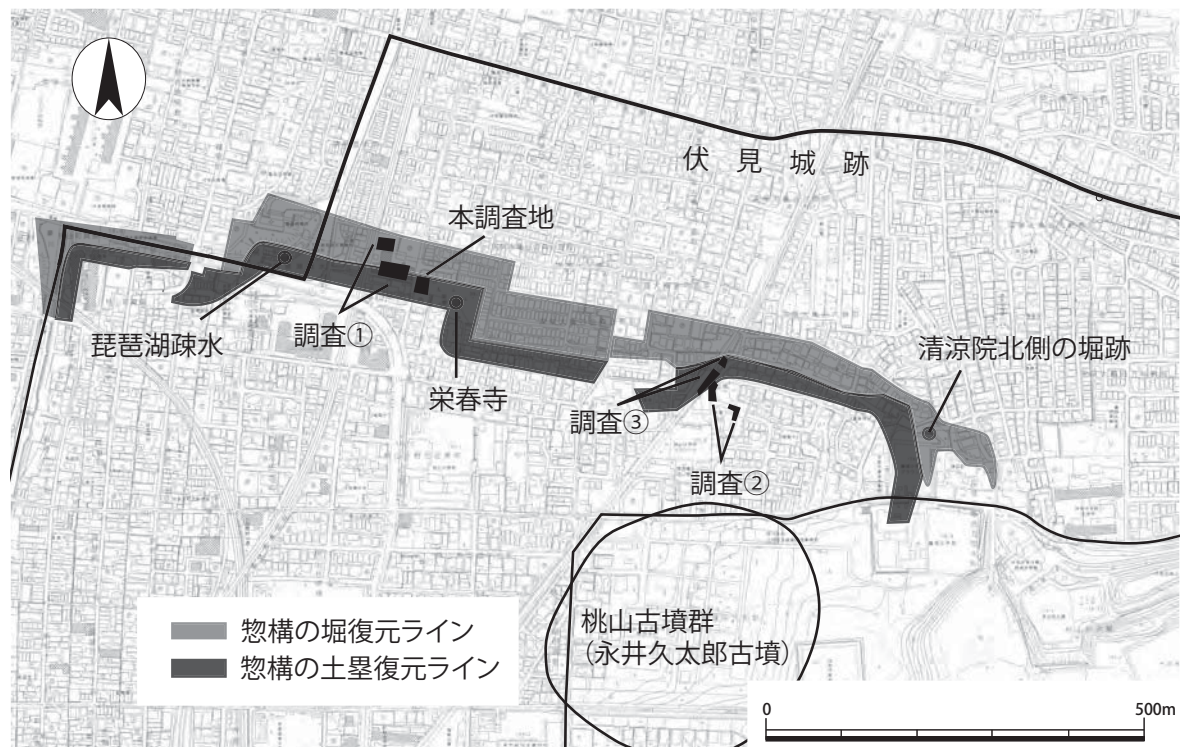 伏見城跡
本調査地
琵琶湖疏水
調査①
栄春寺
清涼院北側の堀跡
調査③
調査②
桃山古墳群
(永井久太郎古墳)
惣構の堀復元ライン
惣構の土塁復元ライン
0
500m